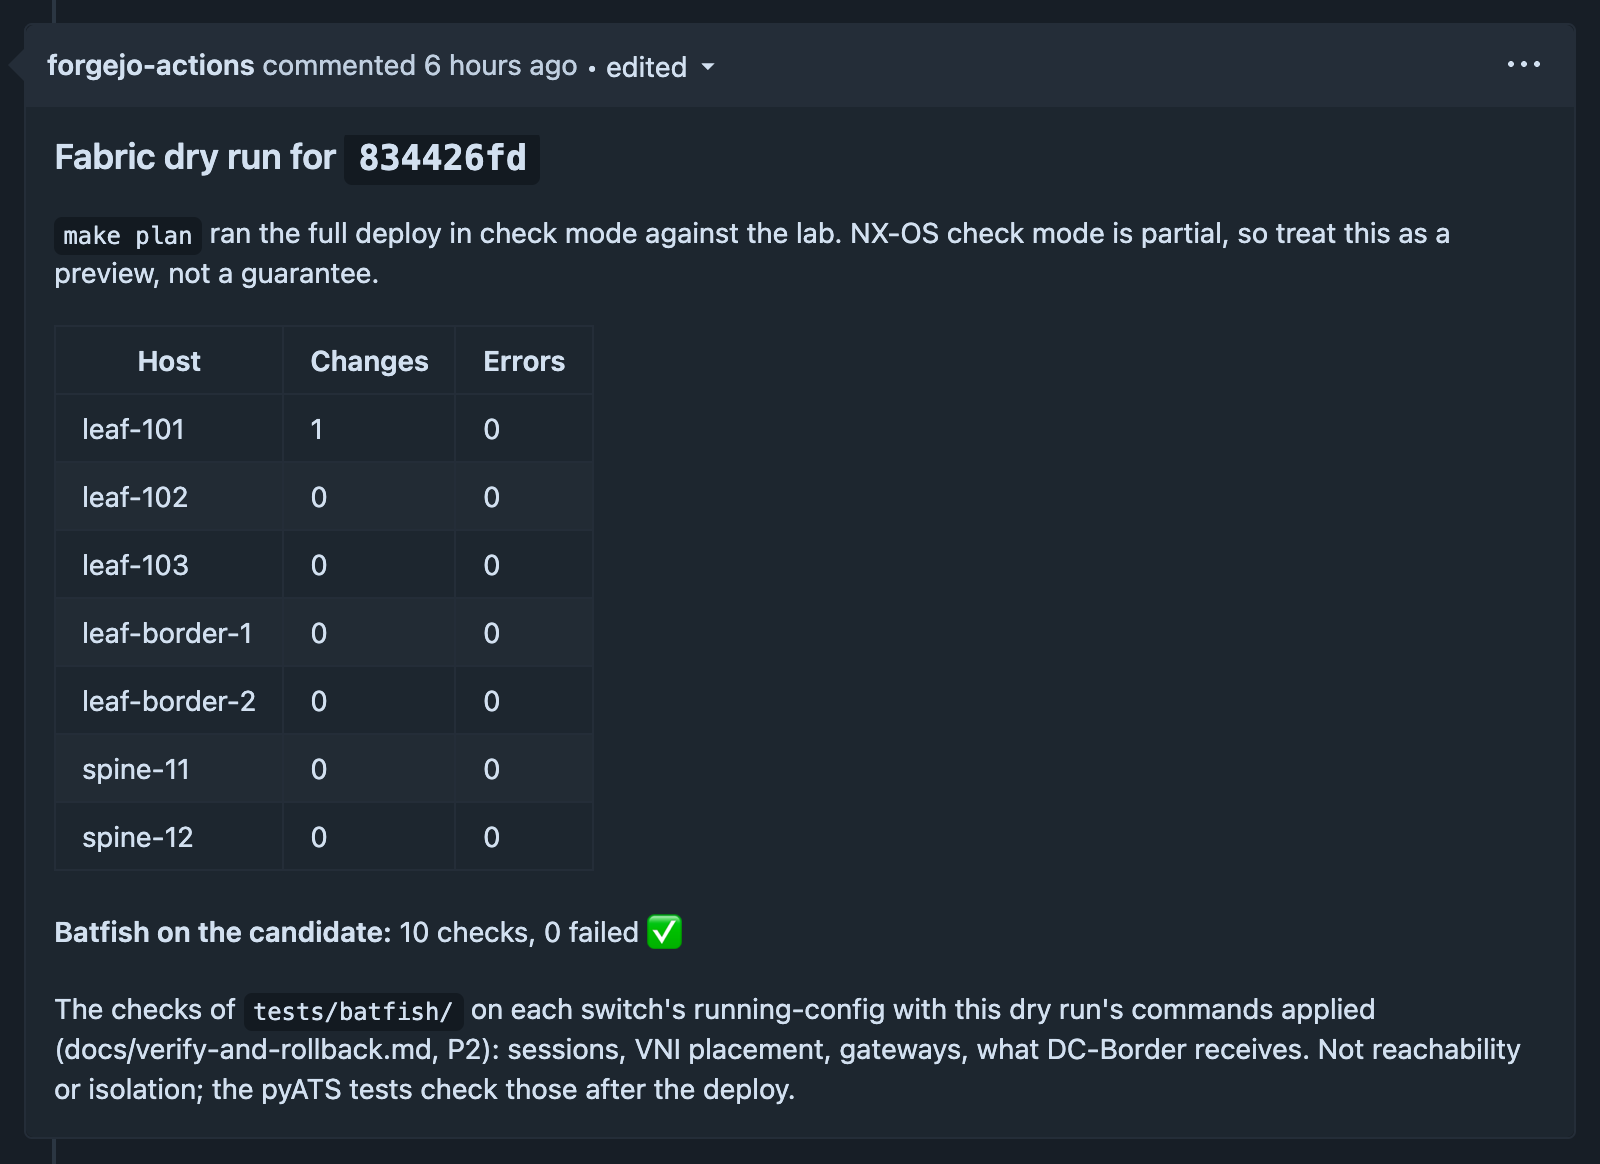 forgejo-actions commented 6 hours ago • edited
Fabric dry run for 834426fd
make plan ran the full deploy in check mode against the lab. NX-OS check mode is partial, so treat this as a
preview, not a guarantee.
Host Changes Errors
leaf-101 1 0
leaf-102 0 0
leaf-103 0 0
leaf-border-1 0 0
leaf-border-2 0 0
spine-11 0 0
spine-12 0 0
Batfish on the candidate: 10 checks, 0 failed ✅
The checks of tests/batfish/ on each switch's running-config with this dry run's commands applied
(docs/verify-and-rollback.md, P2): sessions, VNI placement, gateways, what DC-Border receives. Not reachability
or isolation; the pyATS tests check those after the deploy.